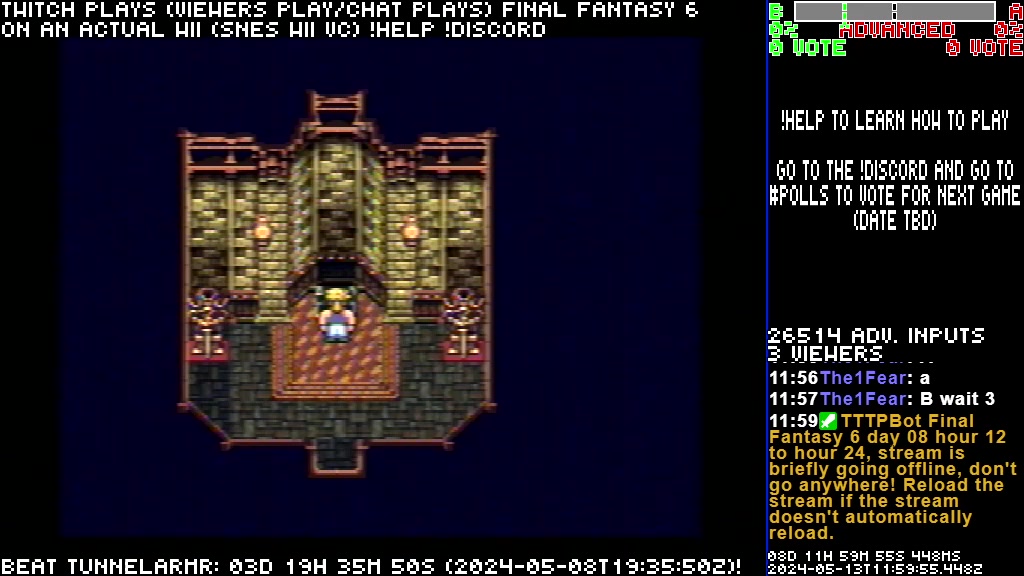 TWITCH PLAYS (VIEWERS PLAY/CHAT PLAYS) FINAL FANTASY 6
ON AN ACTUAL WII (SNES WII VC) !HELP !DISCORD
B A
0% ADVANCED 0%
0 VOTE 0 VOTE
!HELP TO LEARN HOW TO PLAY
GO TO THE !DISCORD AND GO TO
#POLLS TO VOTE FOR NEXT GAME
(DATE TBD)
26514 ADV. INPUTS
3 VIEWERS
11:56 The1Fear: a
11:57 The1Fear: B wait 3
11:59 TTTPBot Final
Fantasy 6 day 08 hour 12
to hour 24, stream is
briefly going offline, don't
go anywhere! Reload the
stream if the stream
doesn't automatically
reload.
08D 11H 59M 55S 448MS
2024-05-13T11:59:55.448Z
BEAT TUNNELARMR: 03D 19H 35M 50S (2024-05-08T19:35:50Z)!